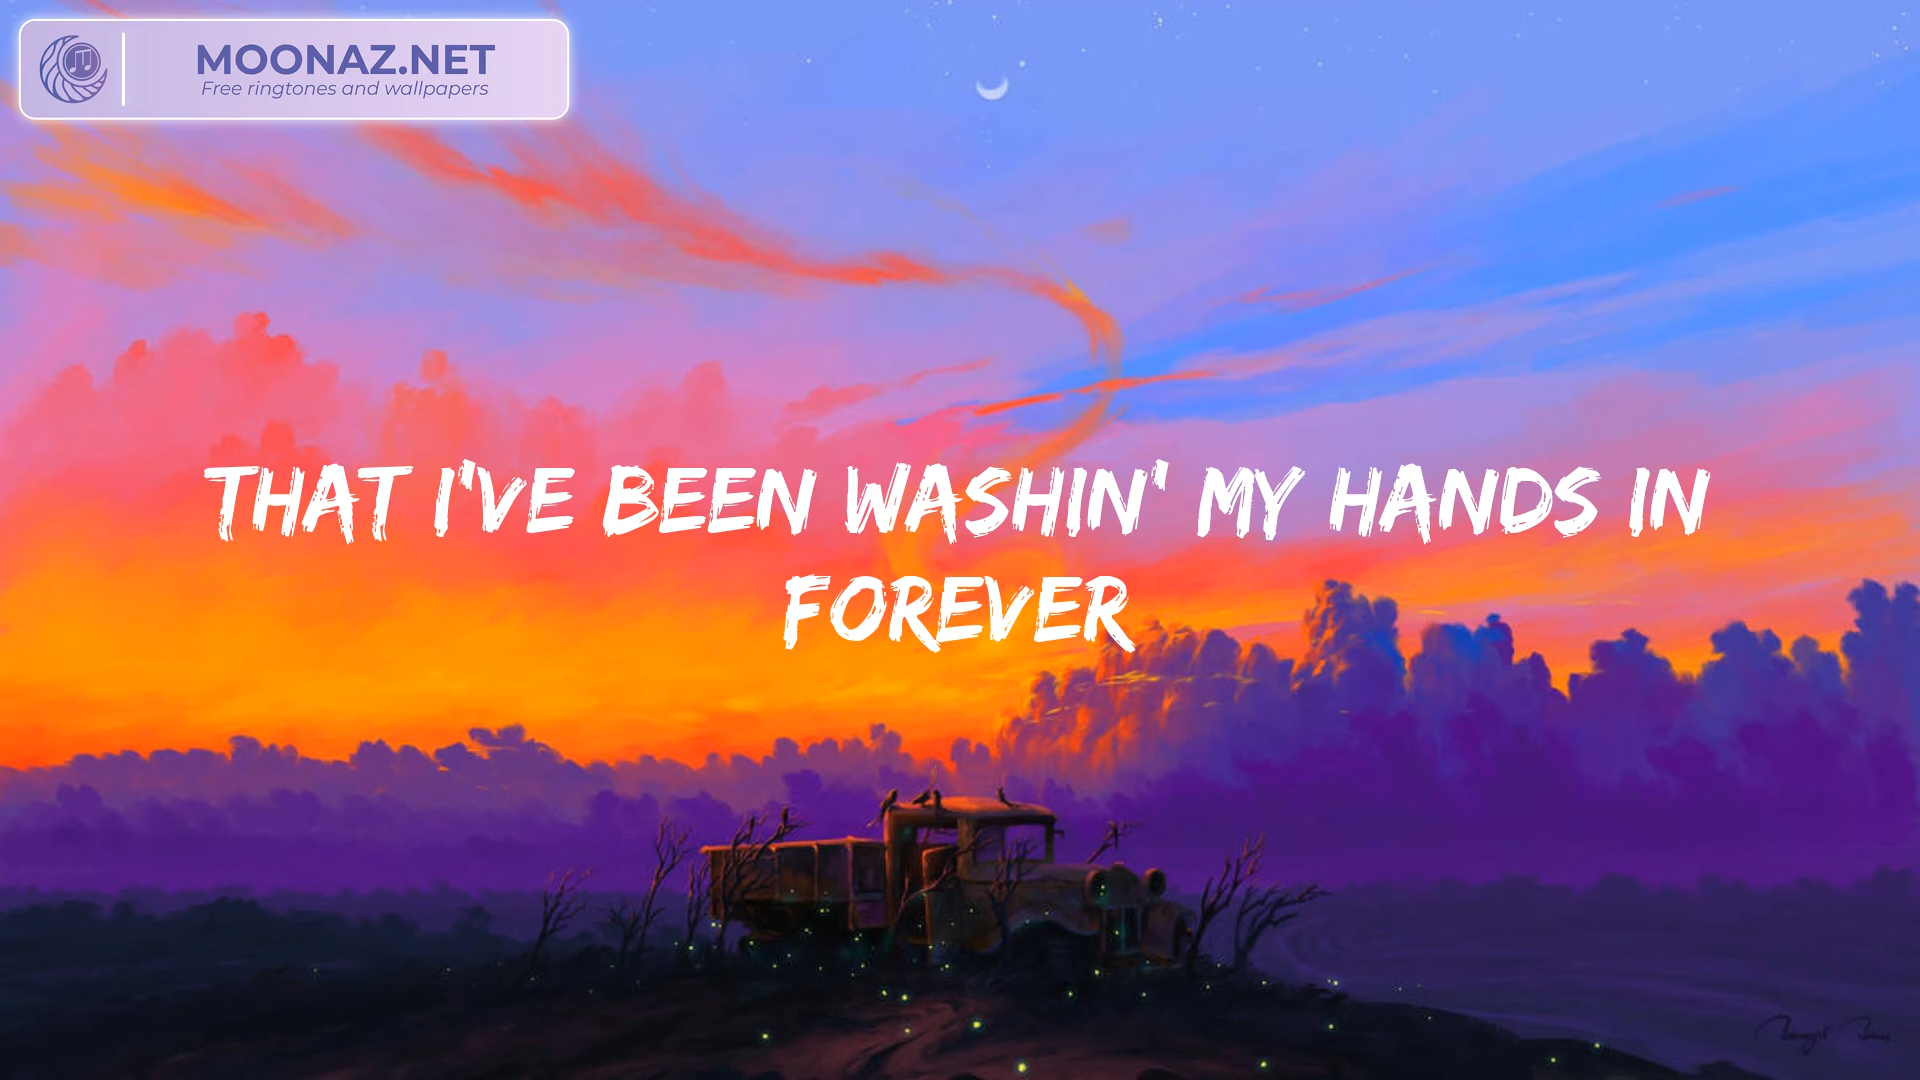 MOONAZ.NET
Free ringtones and wallpapers
THAT I'VE BEEN WASHIN' MY HANDS IN
FOREVER